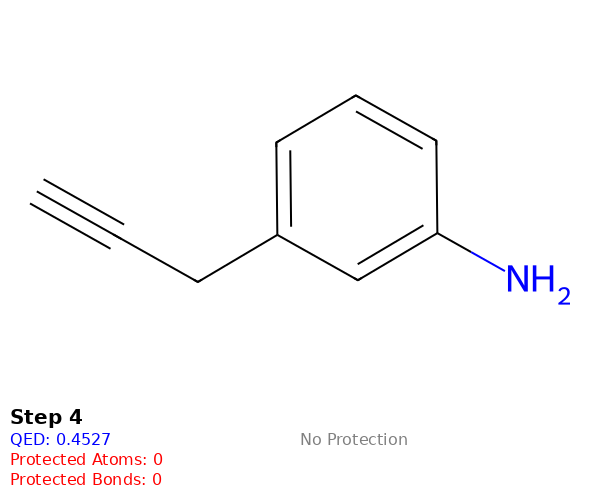 NH2
Step 4
QED: 0.4527
No Protection
Protected Atoms: 0
Protected Bonds: 0